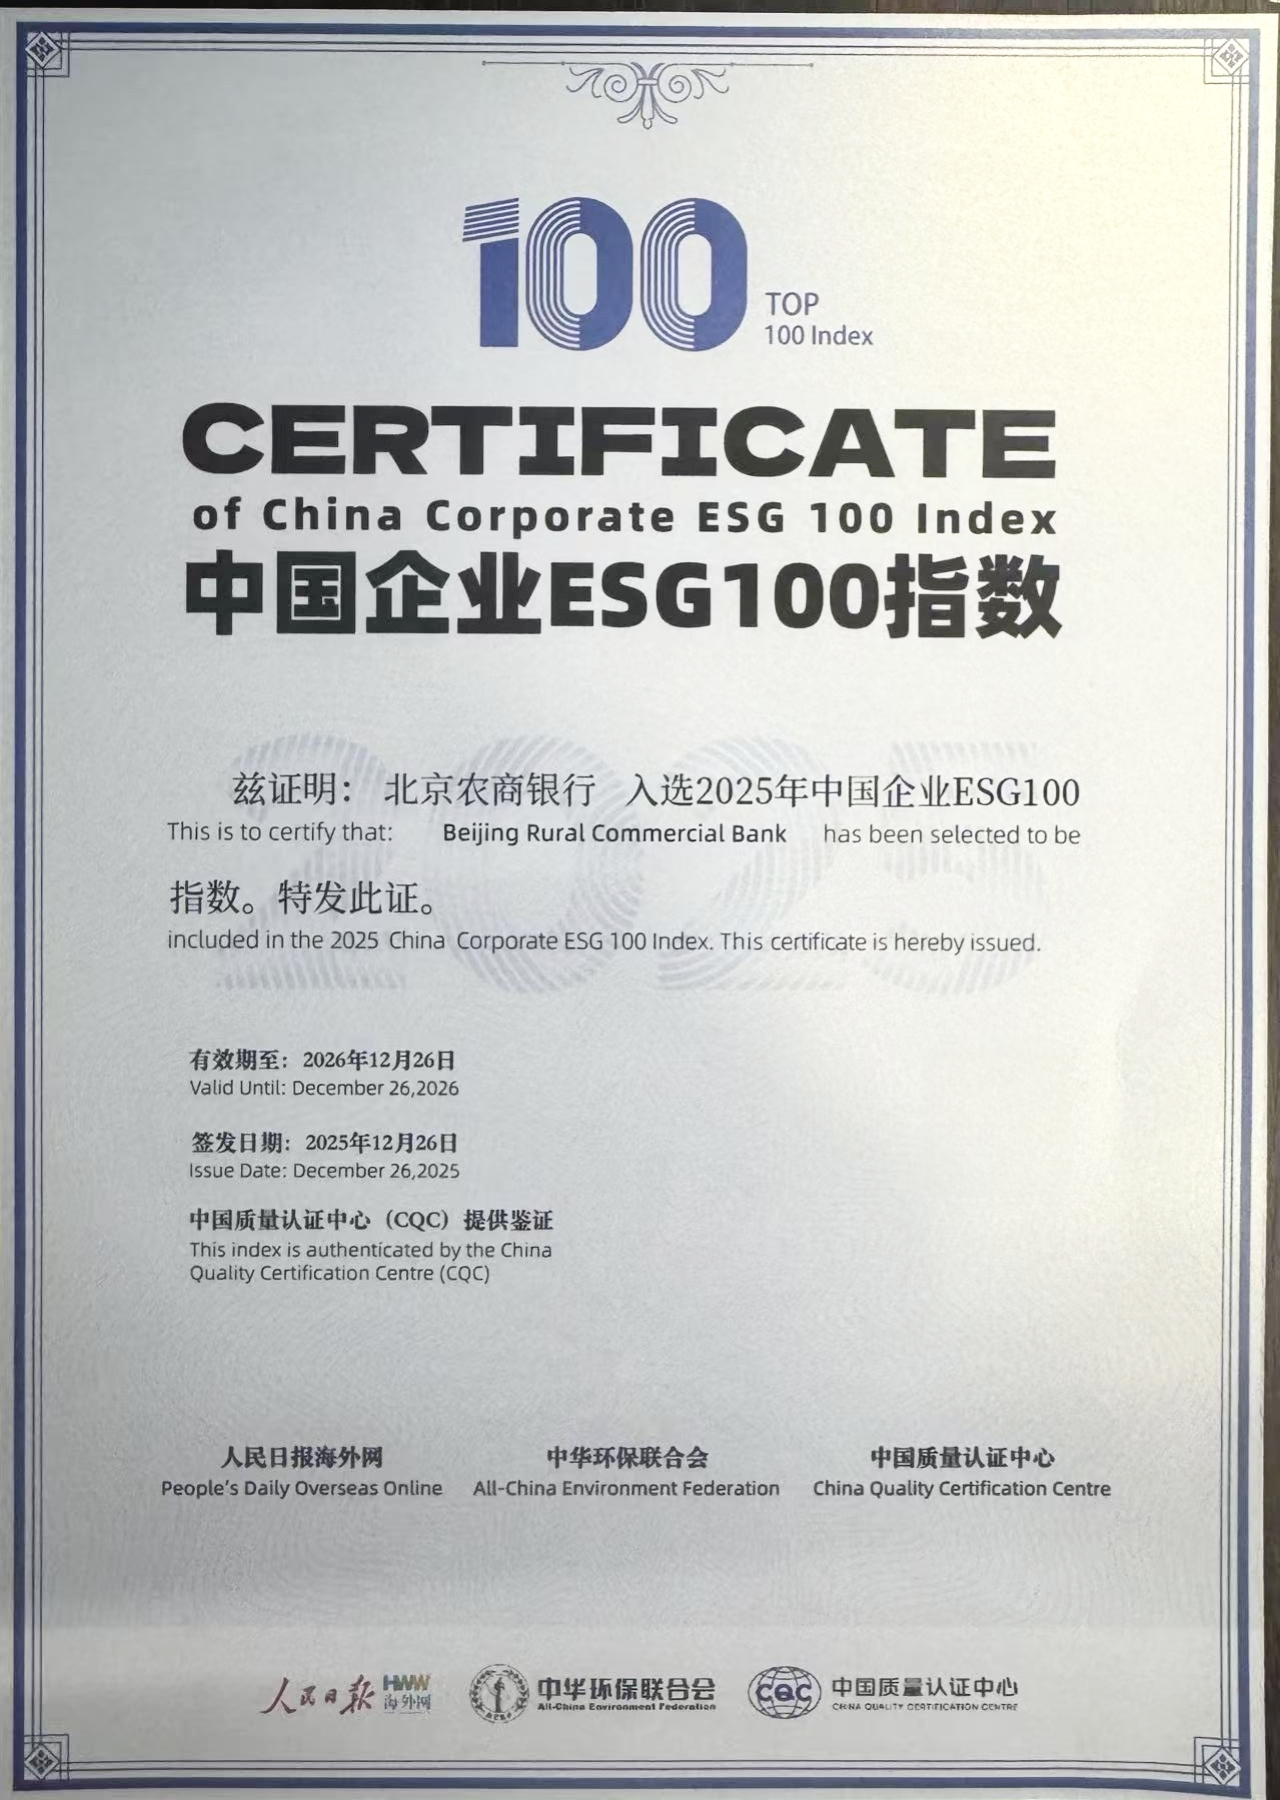 100
TOP
100 Index
CERTIFICATE
of China Corporate ESG 100 Index
中国企业ESG100指数
2025
兹证明： 北京农商银行 入选2025年中国企业ESG100
This is to certify that: Beijing Rural Commercial Bank has been selected to be
指数。特发此证。
included in the 2025 China Corporate ESG 100 Index. This certificate is hereby issued.
有效期至：2026年12月26日
Valid Until: December 26,2026
签发日期：2025年12月26日
Issue Date: December 26,2025
中国质量认证中心（CQC）提供鉴证
This index is authenticated by the China
Quality Certification Centre (CQC)
人民日报海外网 中华环保联合会 中国质量认证中心
People's Daily Overseas Online All-China Environment Federation China Quality Certification Centre
人民日报 HWW 海外网
中华环保联合会
All-China Environment Federation
CQC 中国质量认证中心
CHINA QUALITY CERTIFICATION CENTRE